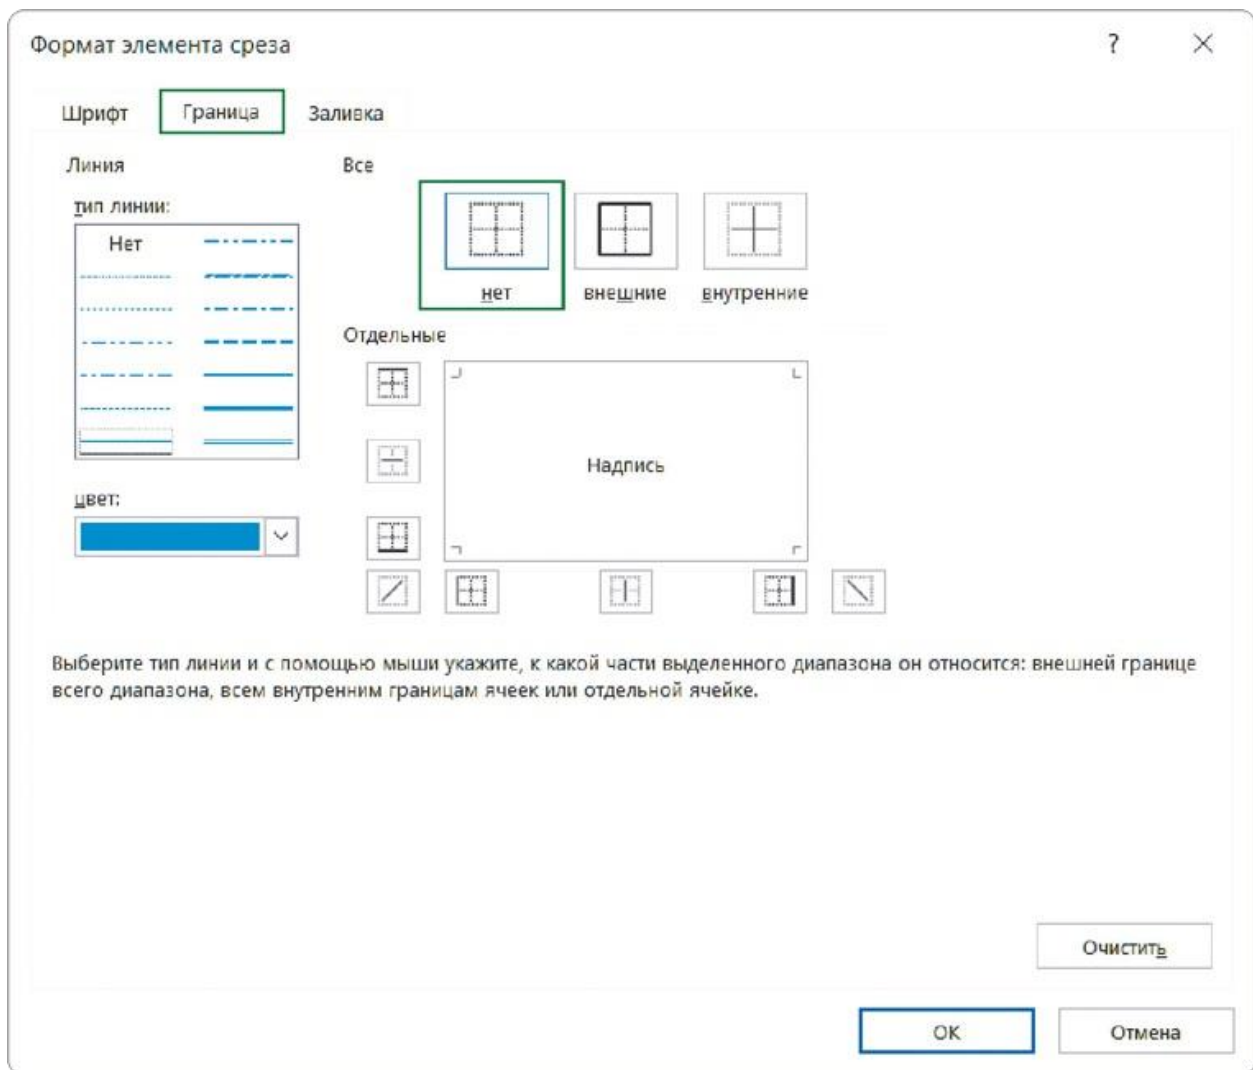 Формат элемента среза
?
Шрифт
Граница
Заливка
Линия
Все
тип линии:
Нет
нет
внешние
внутренние
Отдельные
Надпись
цвет:
Выберите тип линии и с помощью мыши укажите, к какой части выделенного диапазона он относится: внешней границе
всего диапазона, всем внутренним границам ячеек или отдельной ячейке.
Очистить
ОК
Отмена